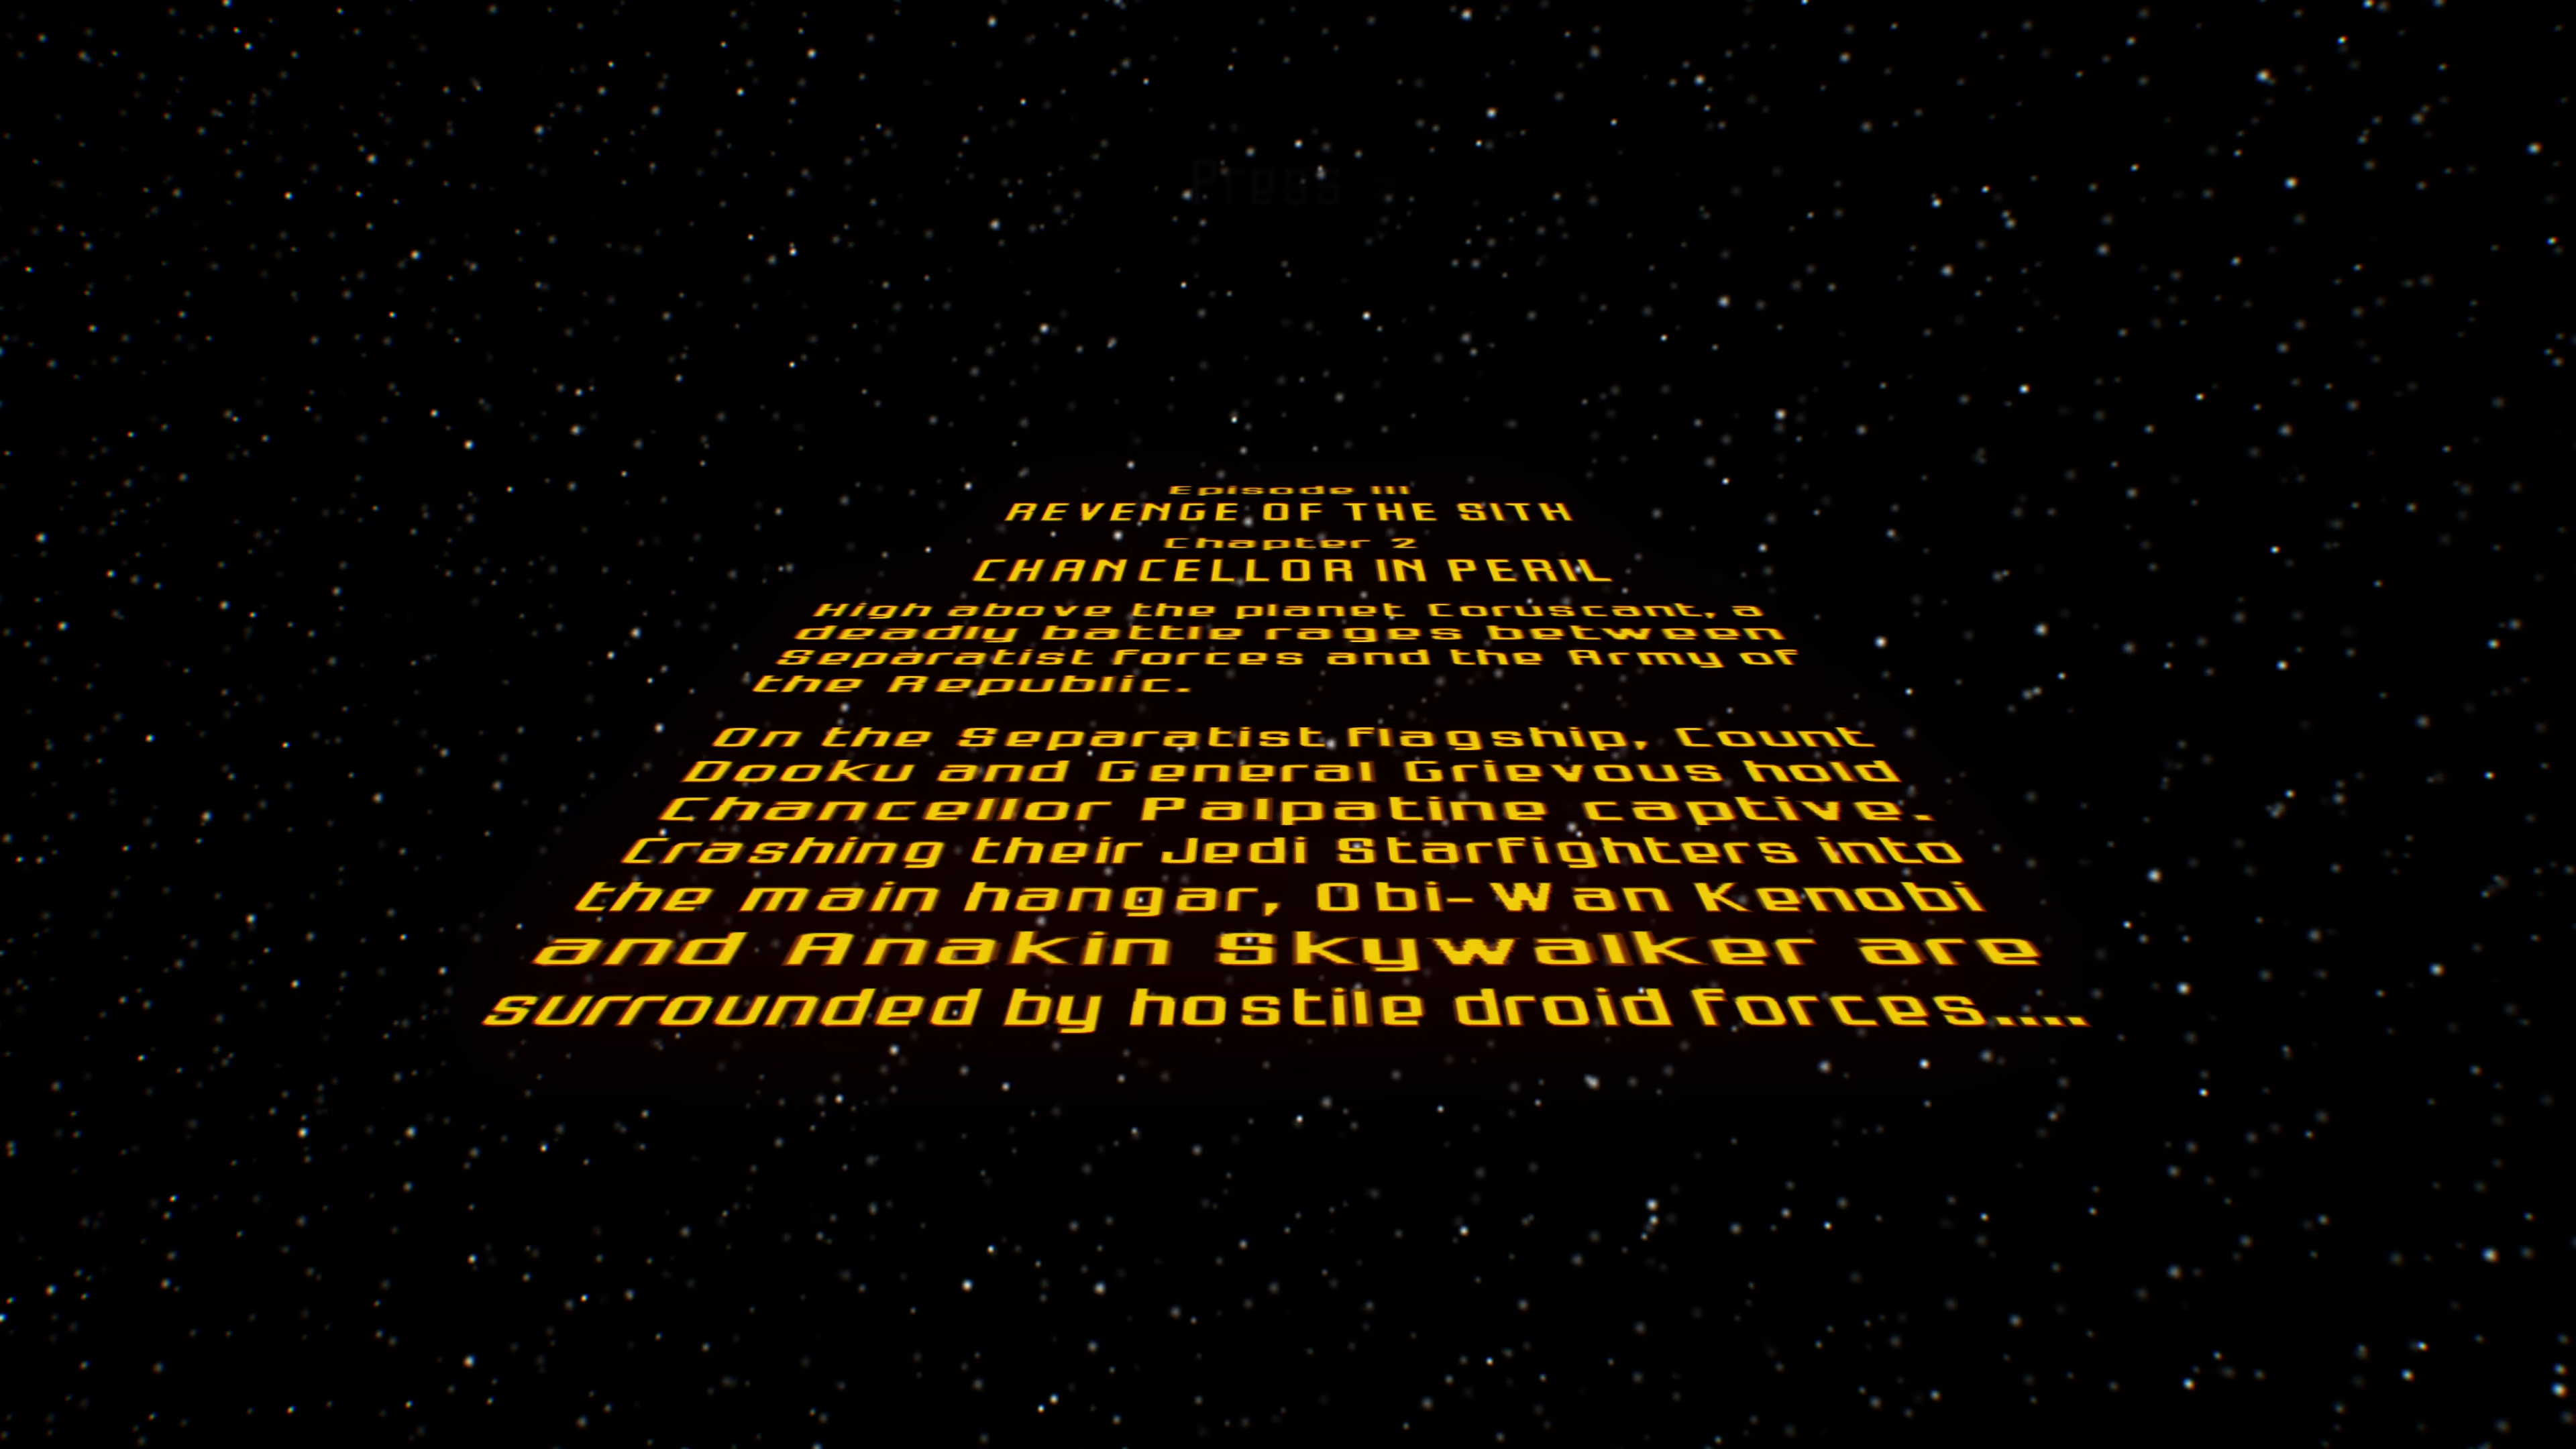 Press
Episode III
REVENGE OF THE SITH
Chapter 2
CHANCELLOR IN PERIL
High above the planet Coruscant, a
deadly battle rages between
Separatist forces and the Army of
the Republic.
On the Separatist flagship, Count
Dooku and General Grievous hold
Chancellor Palpatine captive.
Crashing their Jedi Starfighters into
the main hangar, Obi-Wan Kenobi
and Anakin Skywalker are
surrounded by hostile droid forces....